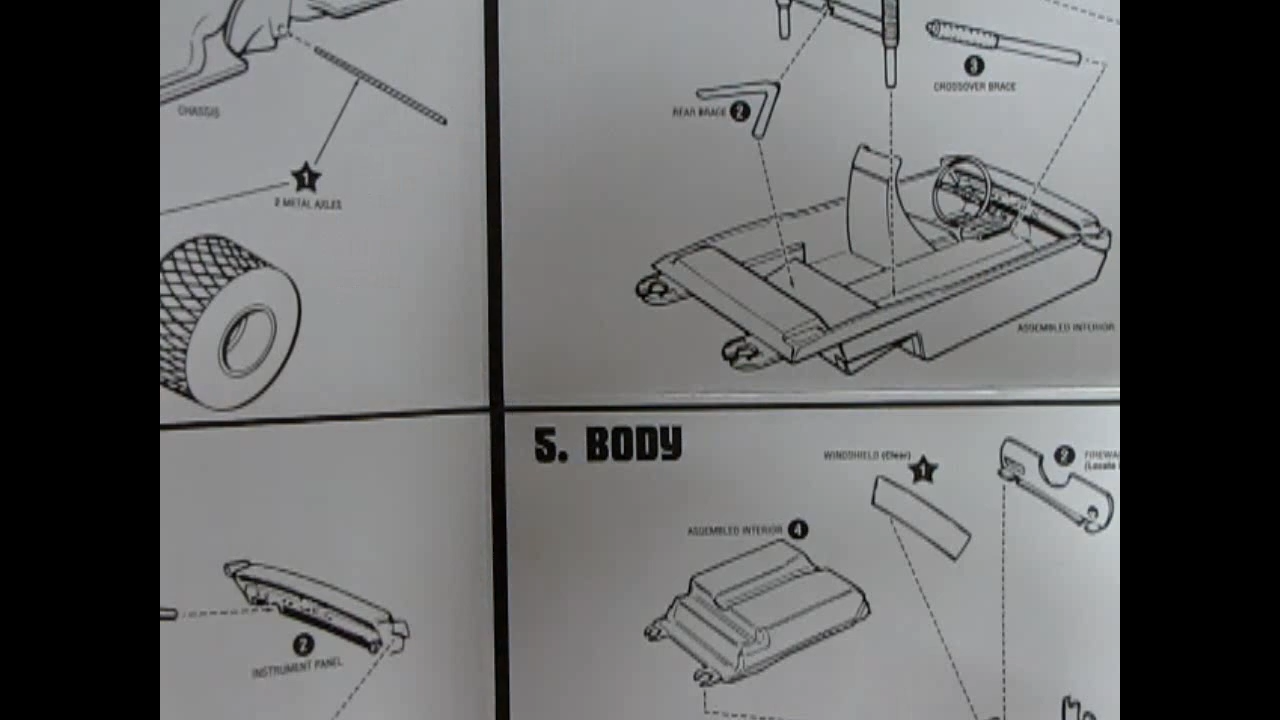 CHASSIS
1
2 METAL AXLES
3
CROSSOVER BRACE
REAR BRACE 2
ASSEMBLED INTERIOR
2
INSTRUMENT PANEL
5. BODY
WINDSHIELD (Clear) 1
2
(Locate
ASSEMBLED INTERIOR 4